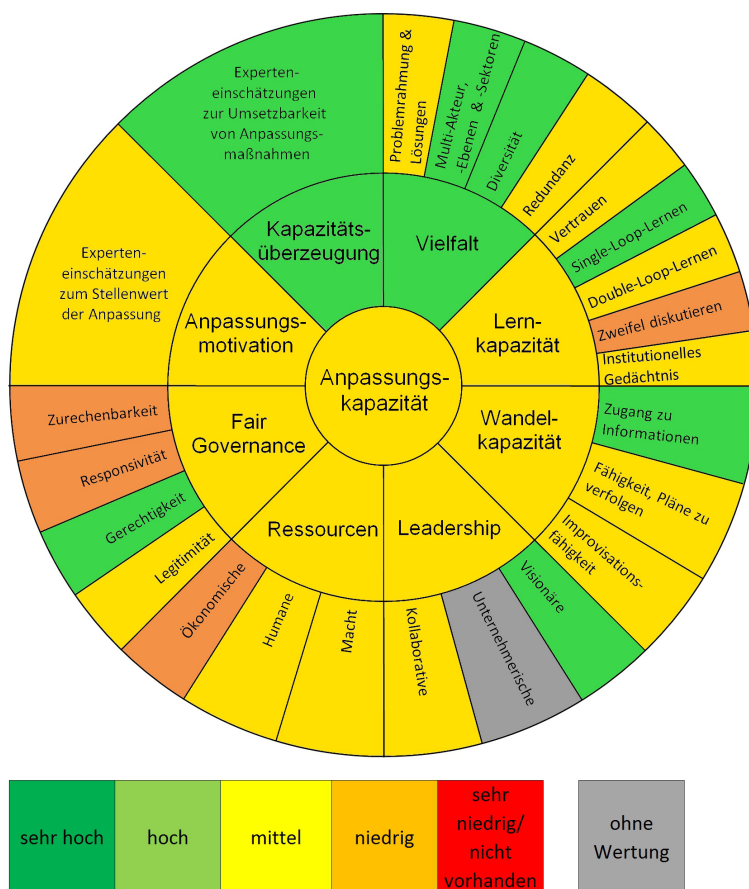 Experten-
einschätzungen
zur Umsetzbarkeit
von Anpassungs-
maßnahmen
Problemrahmung &
Lösungen
Multi-Akteur,
-Ebenen & -Sektoren
Diversität
Redundanz
Vertrauen
Single-Loop-Lernen
Double-Loop-Lernen
Zweifel diskutieren
Institutionelles
Gedächtnis
Zugang zu
Informationen
Fähigkeit, Pläne zu
verfolgen
Improvisations-
fähigkeit
Visionäre
Unternehmerische
Kollaborative
Macht
Humane
Ökonomische
Legitimität
Gerechtigkeit
Responsivität
Zurechenbarkeit
Experten-
einschätzungen
zum Stellenwert
der Anpassung
Kapazitäts-
überzeugung
Vielfalt
Lern-
kapazität
Wandel-
kapazität
Leadership
Ressourcen
Fair
Governance
Anpassungs-
motivation
Anpassungs-
kapazität
sehr hoch
hoch
mittel
niedrig
sehr
niedrig/
nicht
vorhanden
ohne
Wertung